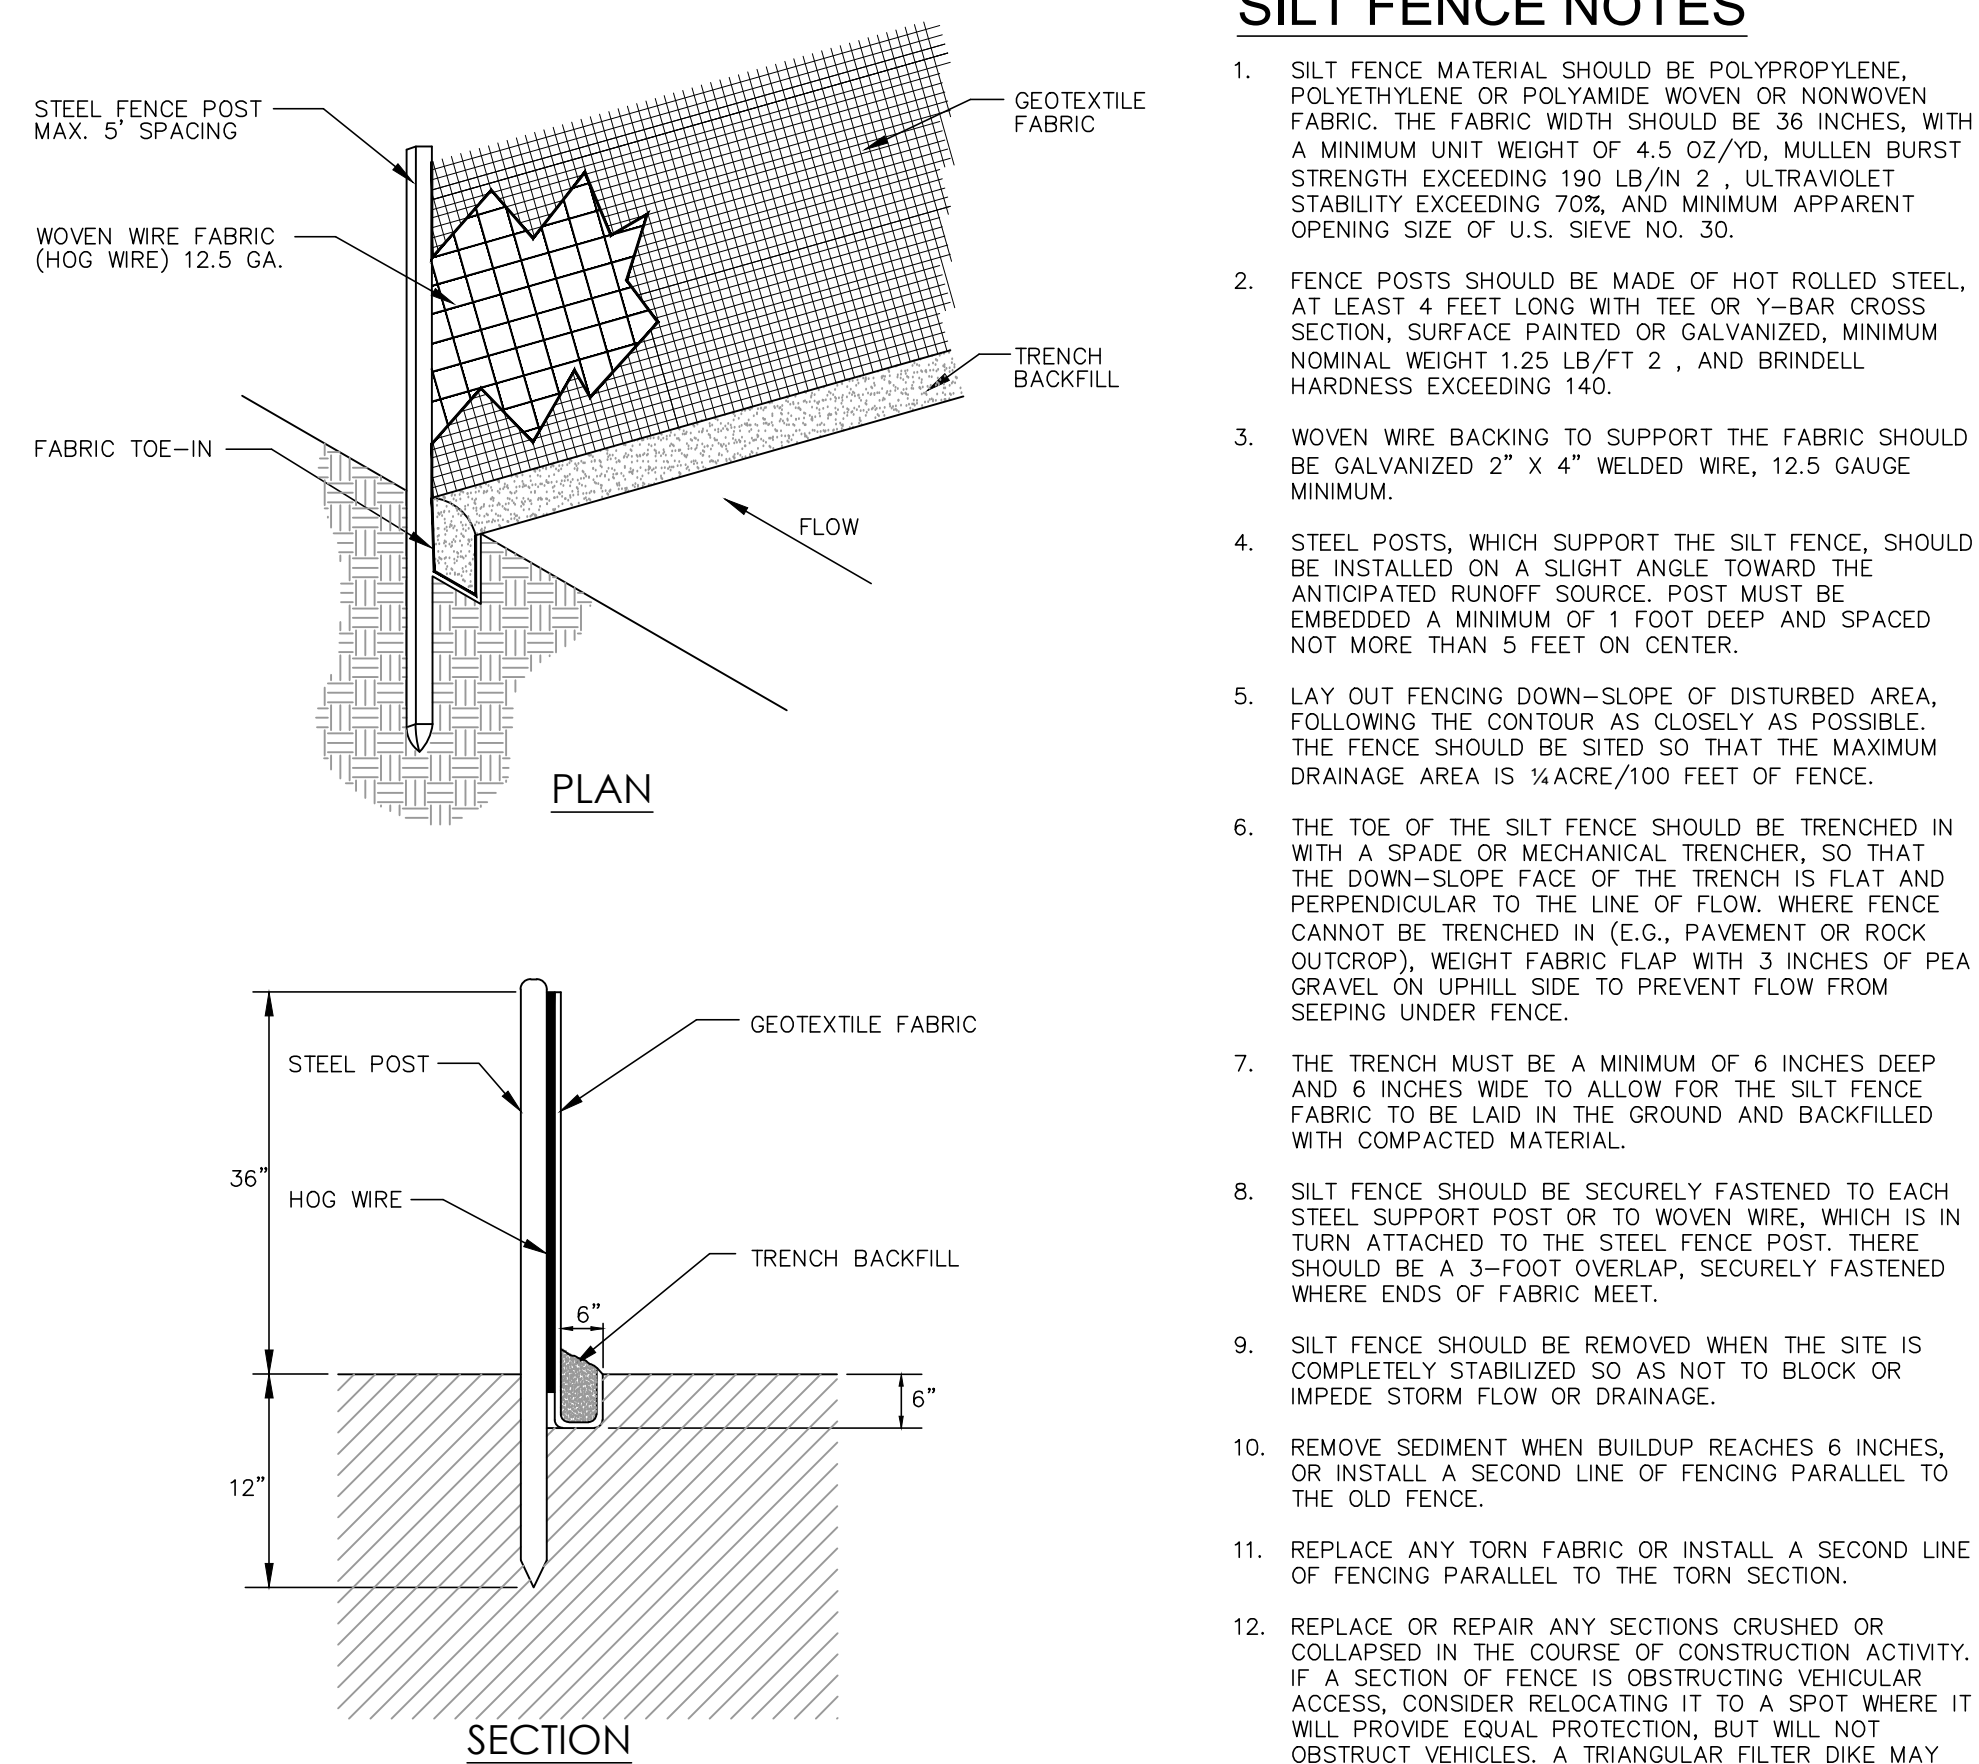 STEEL FENCE POST
MAX. 5' SPACING
WOVEN WIRE FABRIC
(HOG WIRE) 12.5 GA.
FABRIC TOE-IN
GEOTEXTILE
FABRIC
TRENCH
BACKFILL
FLOW
PLAN
GEOTEXTILE FABRIC
STEEL POST
36"
HOG WIRE
TRENCH BACKFILL
6"
6"
12"
SECTION
SILT FENCE NOTES
1. SILT FENCE MATERIAL SHOULD BE POLYPROPYLENE,
POLYETHYLENE OR POLYAMIDE WOVEN OR NONWOVEN
FABRIC. THE FABRIC WIDTH SHOULD BE 36 INCHES, WITH
A MINIMUM UNIT WEIGHT OF 4.5 OZ/YD, MULLEN BURST
STRENGTH EXCEEDING 190 LB/IN 2 , ULTRAVIOLET
STABILITY EXCEEDING 70%, AND MINIMUM APPARENT
OPENING SIZE OF U.S. SIEVE NO. 30.
2. FENCE POSTS SHOULD BE MADE OF HOT ROLLED STEEL,
AT LEAST 4 FEET LONG WITH TEE OR Y-BAR CROSS
SECTION, SURFACE PAINTED OR GALVANIZED, MINIMUM
NOMINAL WEIGHT 1.25 LB/FT 2 , AND BRINDELL
HARDNESS EXCEEDING 140.
3. WOVEN WIRE BACKING TO SUPPORT THE FABRIC SHOULD
BE GALVANIZED 2" X 4" WELDED WIRE, 12.5 GAUGE
MINIMUM.
4. STEEL POSTS, WHICH SUPPORT THE SILT FENCE, SHOULD
BE INSTALLED ON A SLIGHT ANGLE TOWARD THE
ANTICIPATED RUNOFF SOURCE. POST MUST BE
EMBEDDED A MINIMUM OF 1 FOOT DEEP AND SPACED
NOT MORE THAN 5 FEET ON CENTER.
5. LAY OUT FENCING DOWN-SLOPE OF DISTURBED AREA,
FOLLOWING THE CONTOUR AS CLOSELY AS POSSIBLE.
THE FENCE SHOULD BE SITED SO THAT THE MAXIMUM
DRAINAGE AREA IS ¼ ACRE/100 FEET OF FENCE.
6. THE TOE OF THE SILT FENCE SHOULD BE TRENCHED IN
WITH A SPADE OR MECHANICAL TRENCHER, SO THAT
THE DOWN-SLOPE FACE OF THE TRENCH IS FLAT AND
PERPENDICULAR TO THE LINE OF FLOW. WHERE FENCE
CANNOT BE TRENCHED IN (E.G., PAVEMENT OR ROCK
OUTCROP), WEIGHT FABRIC FLAP WITH 3 INCHES OF PEA
GRAVEL ON UPHILL SIDE TO PREVENT FLOW FROM
SEEPING UNDER FENCE.
7. THE TRENCH MUST BE A MINIMUM OF 6 INCHES DEEP
AND 6 INCHES WIDE TO ALLOW FOR THE SILT FENCE
FABRIC TO BE LAID IN THE GROUND AND BACKFILLED
WITH COMPACTED MATERIAL.
8. SILT FENCE SHOULD BE SECURELY FASTENED TO EACH
STEEL SUPPORT POST OR TO WOVEN WIRE, WHICH IS IN
TURN ATTACHED TO THE STEEL FENCE POST. THERE
SHOULD BE A 3-FOOT OVERLAP, SECURELY FASTENED
WHERE ENDS OF FABRIC MEET.
9. SILT FENCE SHOULD BE REMOVED WHEN THE SITE IS
COMPLETELY STABILIZED SO AS NOT TO BLOCK OR
IMPEDE STORM FLOW OR DRAINAGE.
10. REMOVE SEDIMENT WHEN BUILDUP REACHES 6 INCHES,
OR INSTALL A SECOND LINE OF FENCING PARALLEL TO
THE OLD FENCE.
11. REPLACE ANY TORN FABRIC OR INSTALL A SECOND LINE
OF FENCING PARALLEL TO THE TORN SECTION.
12. REPLACE OR REPAIR ANY SECTIONS CRUSHED OR
COLLAPSED IN THE COURSE OF CONSTRUCTION ACTIVITY.
IF A SECTION OF FENCE IS OBSTRUCTING VEHICULAR
ACCESS, CONSIDER RELOCATING IT TO A SPOT WHERE IT
WILL PROVIDE EQUAL PROTECTION, BUT WILL NOT
OBSTRUCT VEHICLES. A TRIANGULAR FILTER DIKE MAY